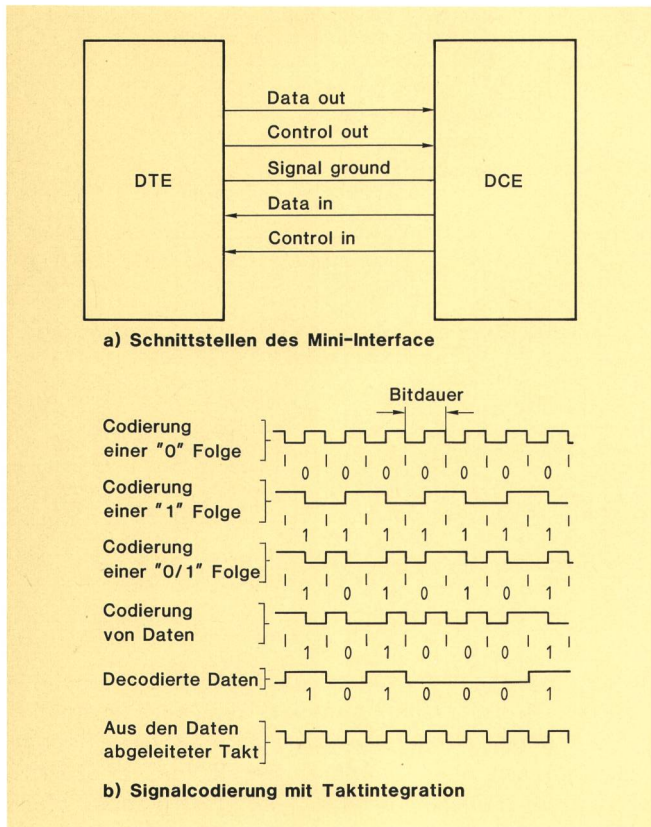 Data out
Control out
Signal ground
DTE
DCE
Data in
Control in
a) Schnittstellen des Mini-Interface
Bitdauer
Codierung
einer "0" Folge
0 0 0 0 0 0 0
Codierung
einer "1" Folge
1 1 1 1 1 1 1
Codierung
einer "0/1" Folge
1 0 1 0 1 0 1
Codierung
von Daten
1 0 1 0 0 0 1
Decodierte Daten
1 0 1 0 0 0 1
Aus den Daten
abgeleiteter Takt
b) Signalcodierung mit Taktintegration